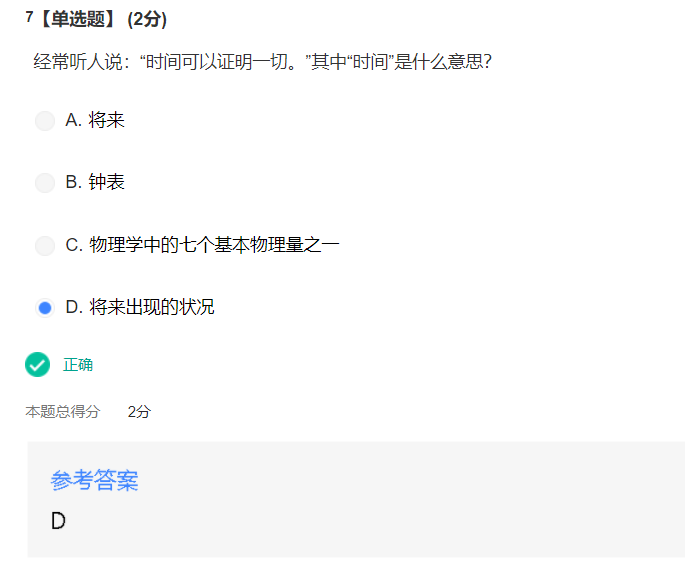 7【单选题】 (2分)
经常听人说：“时间可以证明一切。”其中“时间”是什么意思?
A. 将来
B. 钟表
C. 物理学中的七个基本物理量之一
D. 将来出现的状况
正确
本题总得分 2分
参考答案
D